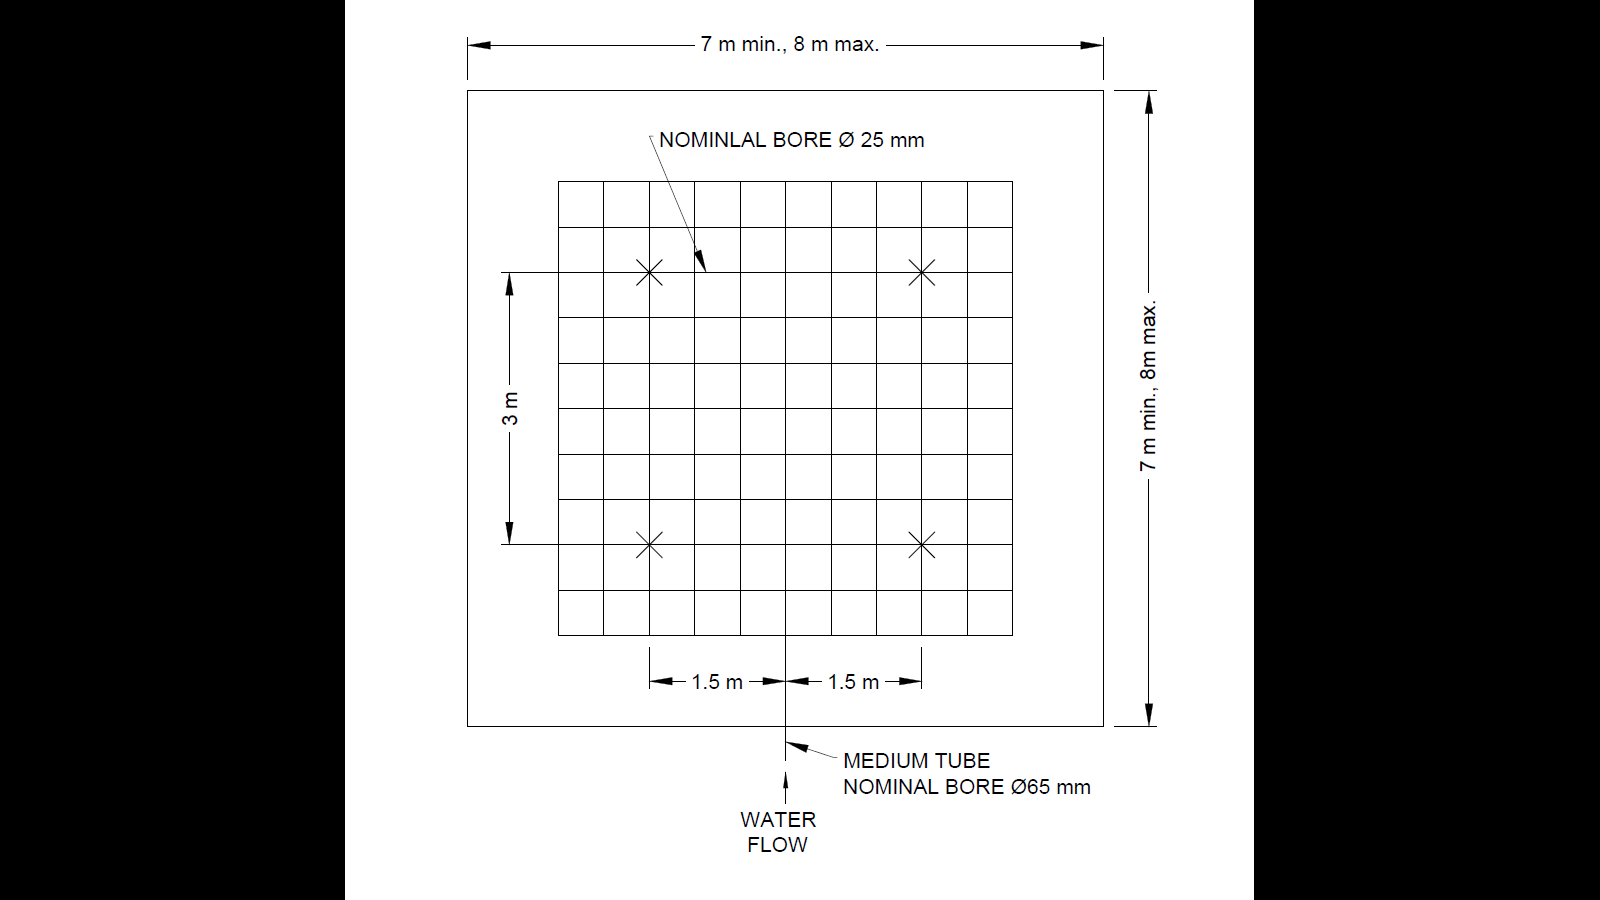 7 m min., 8 m max.
NOMINLAL BORE Ø 25 mm
3 m
7 m min., 8m max.
1.5 m
1.5 m
MEDIUM TUBE
NOMINAL BORE Ø65 mm
WATER
FLOW